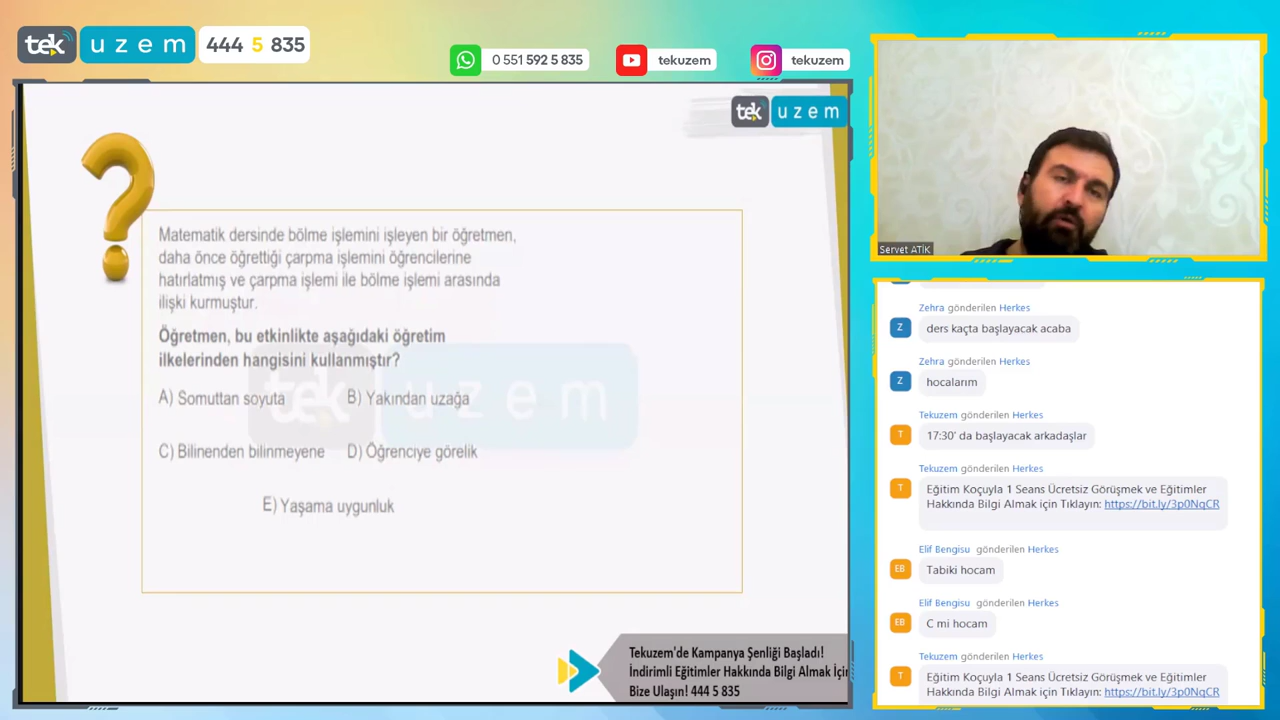 tek uzem 444 5 835
0 551 592 5 835
tekuzem
tekuzem
tek uzem
Matematik dersinde bölme işlemini işleyen bir öğretmen,
daha önce öğrettiği çarpma işlemini öğrencilerine
hatırlatmış ve çarpma işlemi ile bölme işlemi arasında
ilişki kurmuştur.
Öğretmen, bu etkinlikte aşağıdaki öğretim
ilkelerinden hangisini kullanmıştır?
A) Somuttan soyuta B) Yakından uzağa
C) Bilinenden bilinmeyene D) Öğrenciye görelik
E) Yaşama uygunluk
tek uzem
Tekuzem'de Kampanya Şenliği Başladı!
İndirimli Eğitimler Hakkında Bilgi Almak İçin
Bize Ulaşın! 444 5 835
Servet ATİK
Zehra gönderilen Herkes
Z
ders kaçta başlayacak acaba
Zehra gönderilen Herkes
Z
hocalarım
Tekuzem gönderilen Herkes
T
17:30' da başlayacak arkadaşlar
Tekuzem gönderilen Herkes
T
Eğitim Koçuyla 1 Seans Ücretsiz Görüşmek ve Eğitimler
Hakkında Bilgi Almak için Tıklayın: https://bit.ly/3p0NqCR
Elif Bengisu gönderilen Herkes
EB
Tabiki hocam
Elif Bengisu gönderilen Herkes
EB
C mi hocam
Tekuzem gönderilen Herkes
T
Eğitim Koçuyla 1 Seans Ücretsiz Görüşmek ve Eğitimler
Hakkında Bilgi Almak için Tıklayın: https://bit.ly/3p0NqCR